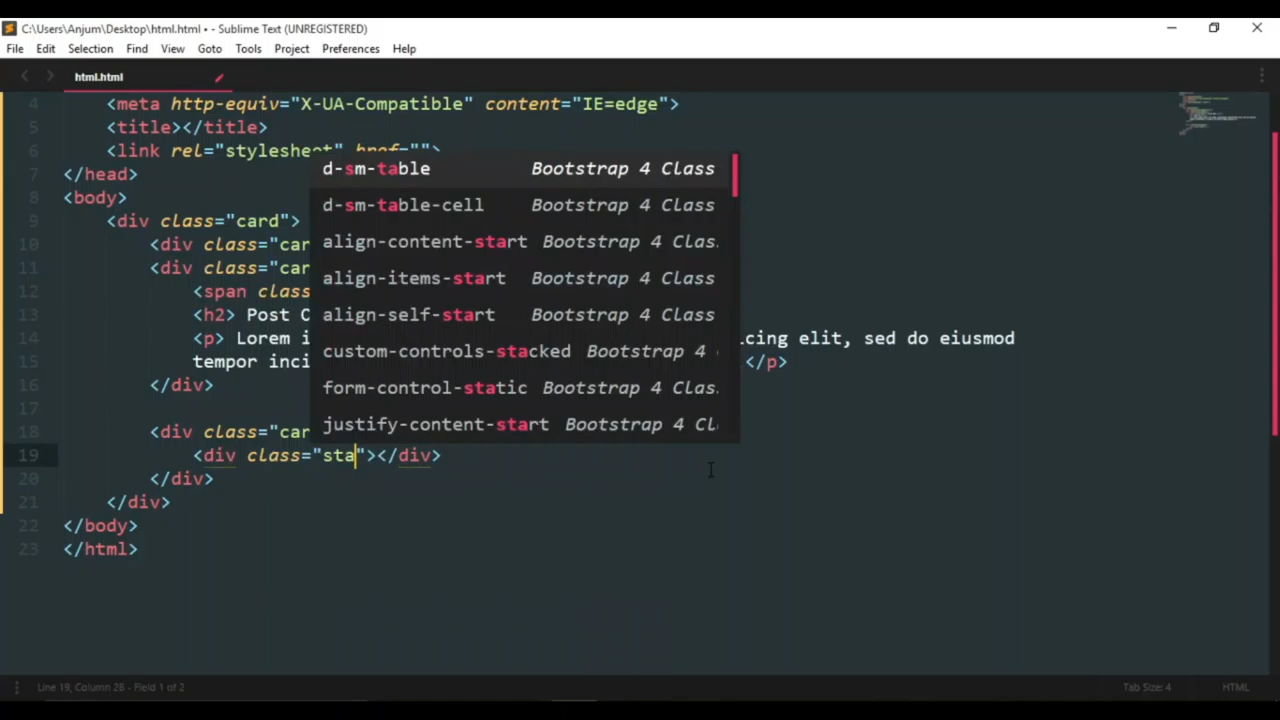 C:\Users\Anjum\Desktop\html.html • - Sublime Text (UNREGISTERED)
File Edit Selection Find View Goto Tools Project Preferences Help
html.html
4 <meta http-equiv="X-UA-Compatible" content="IE=edge">
5 <title></title>
6 <link rel="stylesheet" href="">
d-sm-table Bootstrap 4 Class
7 </head>
8 <body>
d-sm-table-cell Bootstrap 4 Class
9 <div class="card">
10 <div class="car
align-content-start Bootstrap 4 Clas
11 <div class="car
align-items-start Bootstrap 4 Class
12 <span class
13 <h2> Post C
align-self-start Bootstrap 4 Class
14 <p> Lorem i cing elit, sed do eiusmod
custom-controls-stacked Bootstrap 4
15 tempor inci </p>
16 </div>
form-control-static Bootstrap 4 Clas
17
justify-content-start Bootstrap 4 Cl
18 <div class="car
19 <div class="sta"></div>
20 </div>
21 </div>
22 </body>
23 </html>
Line 19, Column 28 - Field 1 of 2 Tab Size: 4 HTML